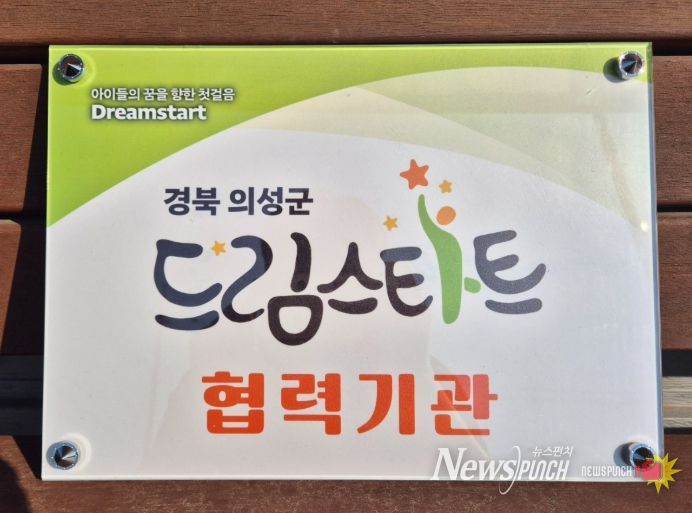 아이들의 꿈을 향한 첫걸음
Dreamstart
경북 의성군
드림스타트
협력기관
뉴스펀치
NEWSPUNCH
NEWSPUNCH